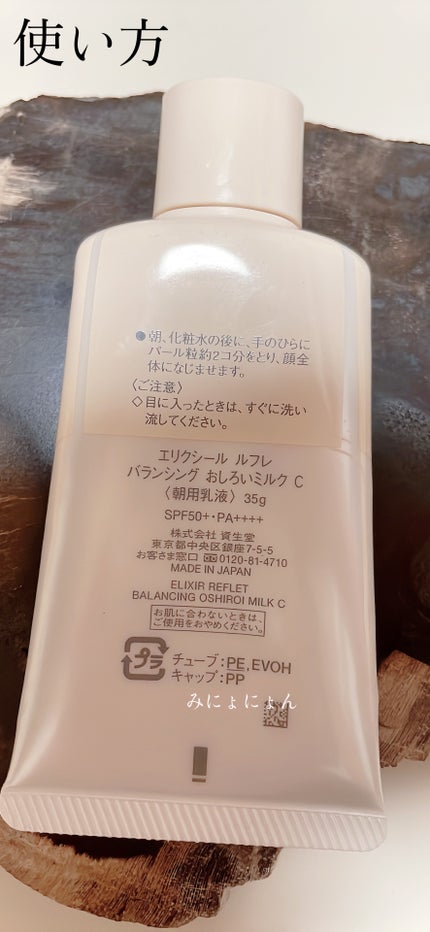 使い方
●朝、化粧水の後に、手のひらに
パール粒約2コ分をとり、顔全
体になじませます。
〈ご注意〉
◇目に入ったときは、すぐに洗い
流してください。
エリクシール ルフレ
バランシング おしろいミルク C
〈朝用乳液〉 35g
SPF50+・PA++++
株式会社 資生堂
東京都中央区銀座7-5-5
お客さま窓口 0120-81-4710
MADE IN JAPAN
ELIXIR REFLET
BALANCING OSHIROI MILK C
お肌に合わないときは、
ご使用をおやめください。
プラ
チューブ:PE,EVOH
キャップ:PP
みにょにょん